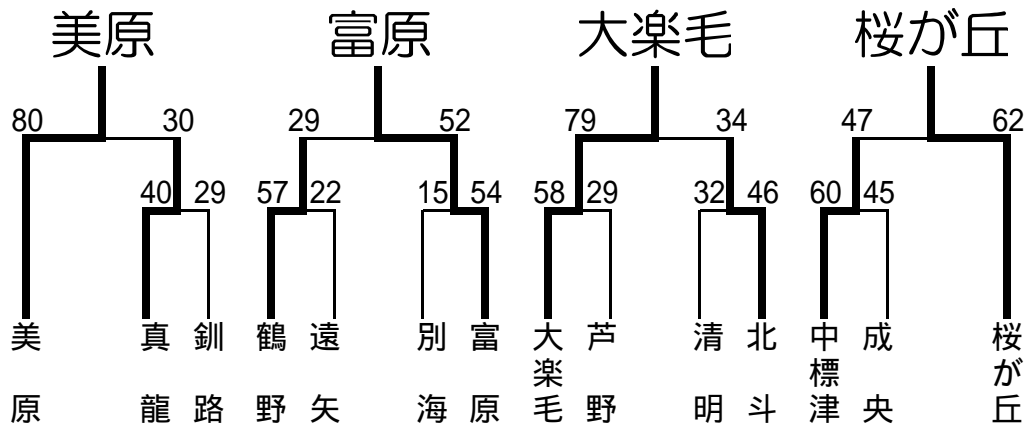 美原 富原 大楽毛 桜が丘
80 30 29 52 79 34 47 62
40 29 57 22 15 54 58 29 32 46 60 45
美原 真龍 釧路 鶴野 遠矢 別海 富原 大楽毛 芦野 清明 北斗 中標津 成央 桜が丘